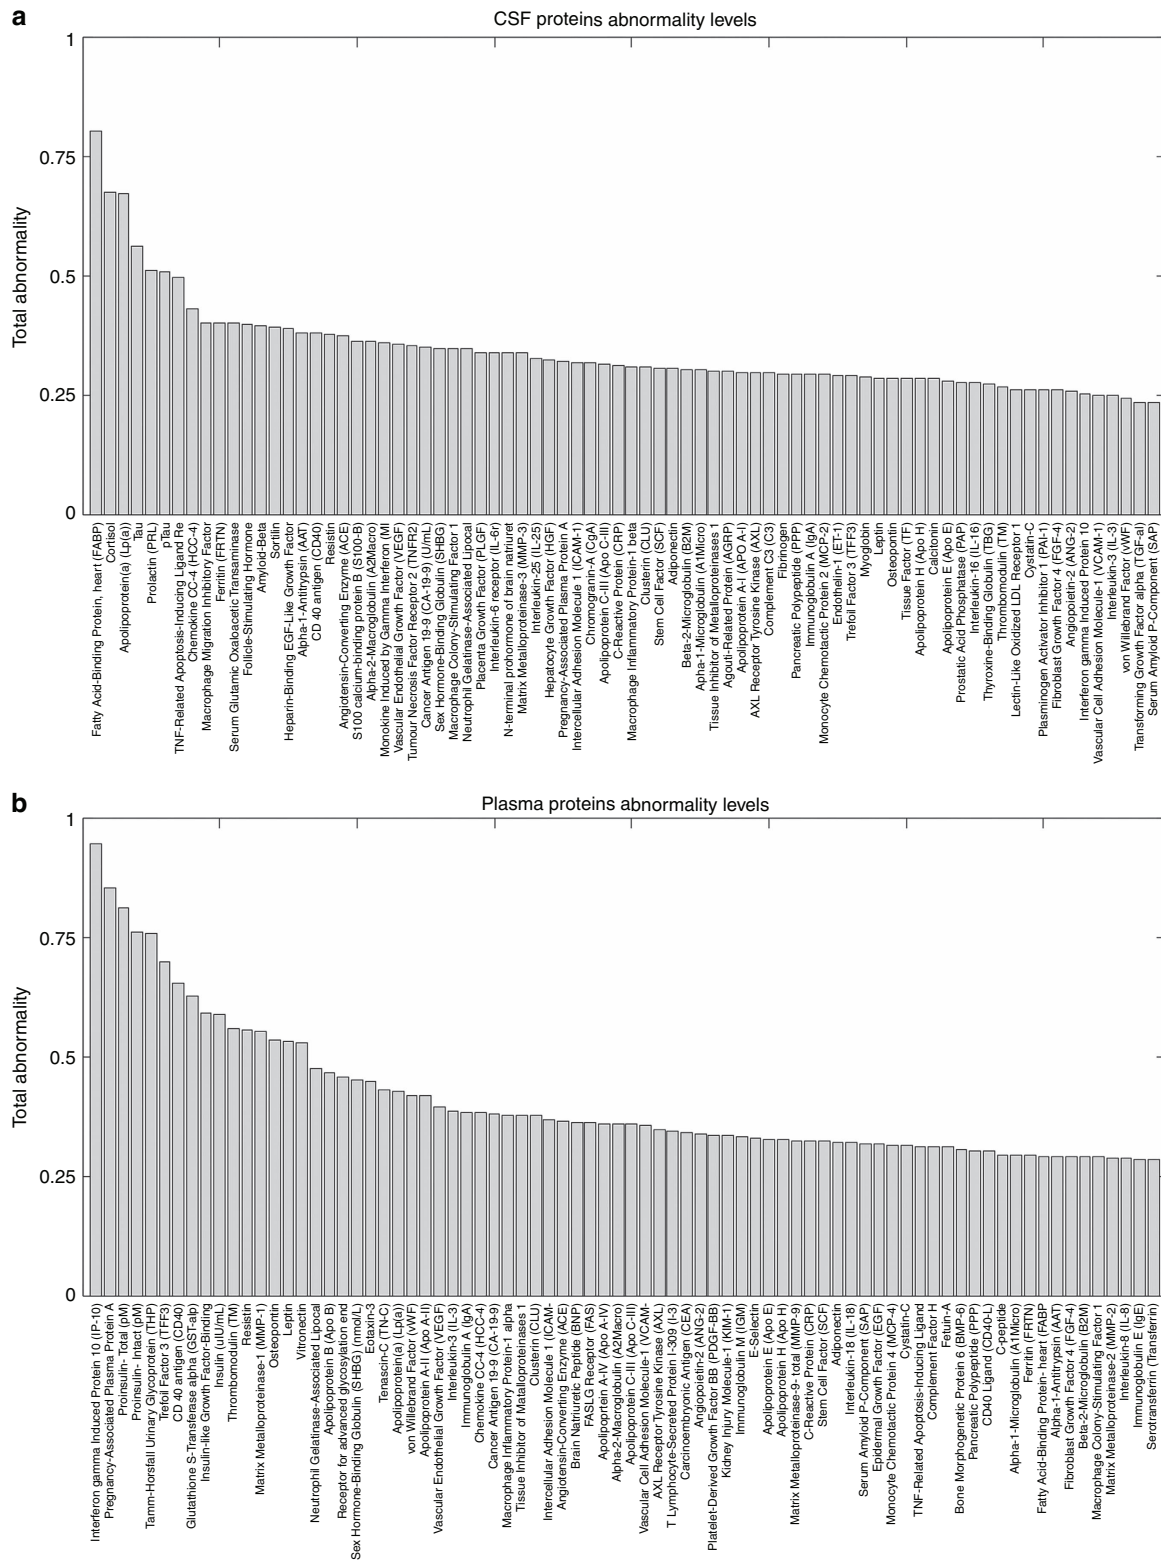 a
CSF proteins abnormality levels
Total abnormality
1
0.75
0.5
0.25
0
Fatty Acid-Binding Protein, heart (FABP)
Cortisol
Apolipoprotein(a) (Lp(a))
Tau
Prolactin (PRL)
pTau
TNF-Related Apoptosis-Inducing Ligand Re
Chemokine CC-4 (HCC-4)
Macrophage Migration Inhibitory Factor
Ferritin (FRTN)
Serum Glutamic Oxaloacetic Transaminase
Follicle-Stimulating Hormone
Amyloid-Beta
Sortilin
Heparin-Binding EGF-Like Growth Factor
Alpha-1-Antitrypsin (AAT)
CD 40 antigen (CD40)
Resistin
Angiotensin-Converting Enzyme (ACE)
S100 calcium-binding protein B (S100-B)
Alpha-2-Macroglobulin (A2Macro)
Monokine Induced by Gamma Interferon (MI
Vascular Endothelial Growth Factor (VEGF)
Tumour Necrosis Factor Receptor 2 (TNFR2)
Cancer Antigen 19-9 (CA-19-9) (U/mL)
Sex Hormone-Binding Globulin (SHBG)
Macrophage Colony-Stimulating Factor 1
Neutrophil Gelatinase-Associated Lipocal
Placenta Growth Factor (PLGF)
Interleukin-6 receptor (IL-6r)
N-terminal prohormone of brain natriuret
Matrix Metalloproteinase-3 (MMP-3)
Interleukin-25 (IL-25)
Hepatocyte Growth Factor (HGF)
Pregnancy-Associated Plasma Protein A
Intercellular Adhesion Molecule 1 (ICAM-1)
Chromogranin-A (CgA)
Apolipoprotein C-III (Apo C-III)
C-Reactive Protein (CRP)
Macrophage Inflammatory Protein-1 beta
Clusterin (CLU)
Stem Cell Factor (SCF)
Adiponectin
Beta-2-Microglobulin (B2M)
Apha-1-Microglobulin (A1Micro)
Tissue Inhibitor of Metalloproteinases 1
Agouti-Related Protein (AGRP)
Apolipoprotein A-I (APO A-I)
AXL Receptor Tyrosine Kinase (AXL)
Complement C3 (C3)
Fibrinogen
Pancreatic Polypeptide (PPP)
Immunoglobulin A (IgA)
Monocyte Chemotactic Protein 2 (MCP-2)
Endothelin-1 (ET-1)
Trefoil Factor 3 (TFF3)
Myoglobin
Leptin
Osteopontin
Tissue Factor (TF)
Apolipoprotein H (Apo H)
Calcitonin
Apolipoprotein E (Apo E)
Prostatic Acid Phosphatase (PAP)
Interleukin-16 (IL-16)
Thyroxine-Binding Globulin (TBG)
Thrombomodulin (TM)
Lectin-Like Oxidized LDL Receptor 1
Cystatin-C
Plasminogen Activator Inhibitor 1 (PAI-1)
Fibroblast Growth Factor 4 (FGF-4)
Angiopoietin-2 (ANG-2)
Interferon gamma Induced Protein 10
Vascular Cell Adhesion Molecule-1 (VCAM-1)
Interleukin-3 (IL-3)
von Willebrand Factor (vWF)
Transforming Growth Factor alpha (TGF-al)
Serum Amyloid P-Component (SAP)
b
Plasma proteins abnormality levels
Total abnormality
1
0.75
0.5
0.25
0
Interferon gamma Induced Protein 10 (IP-10)
Pregnancy-Associated Plasma Protein A
Proinsulin- Total (pM)
Proinsulin- Intact (pM)
Tamm-Horsfall Urinary Glycoprotein (THP)
Trefoil Factor 3 (TFF3)
CD 40 antigen (CD40)
Glutathione S-Transferase alpha (GST-alp)
Insulin-like Growth Factor-Binding
Insulin (uIU/mL)
Thrombomodulin (TM)
Resistin
Matrix Metalloproteinase-1 (MMP-1)
Osteopontin
Leptin
Vitronectin
Neutrophil Gelatinase-Associated Lipocal
Apolipoprotein B (Apo B)
Receptor for advanced glycosylation end
Sex Hormone-Binding Globulin (SHBG) (nmol/L)
Eotaxin-3
Tenascin-C (TN-C)
Apolipoprotein(a) (Lp(a))
von Willebrand Factor (vWF)
Apolipoprotein A-II (Apo A-II)
Vascular Endothelial Growth Factor (VEGF)
Interleukin-3 (IL-3)
Immunoglobulin A (IgA)
Chemokine CC-4 (HCC-4)
Cancer Antigen 19-9 (CA-19-9)
Macrophage Inflammatory Protein-1 alpha
Tissue Inhibitor of Matalloproteinases 1
Clusterin (CLU)
Intercellular Adhesion Molecule 1 (ICAM-
Angiotensin-Converting Enzyme (ACE)
Brain Natriuretic Peptide (BNP)
FASLG Receptor (FAS)
Apolipoprtein A-IV (Apo A-IV)
Alpha-2-Macroglobulin (A2Macro)
Apolipoprotein C-III (Apo C-III)
Vascular Cell Adhesion Molecule-1 (VCAM-
AXL Receptor Tyrosine Kinase (AXL)
T Lymphocyte-Secreted Protein I-309 (I-3)
Carcinoembryonic Antigen (CEA)
Angiopoietin-2 (ANG-2)
Platelet-Derived Growth Factor BB (PDGF-BB)
Kidney Injury Molecule-1 (KIM-1)
Immunoglobulin M (IGM)
E-Selectin
Apolipoprotein E (Apo E)
Apolipoprotein H (Apo H)
Matrix Metalloproteinase-9- total (MMP-9)
C-Reactive Protein (CRP)
Stem Cell Factor (SCF)
Adiponectin
Interleukin-18 (IL-18)
Serum Amyloid P-Component (SAP)
Epidermal Growth Factor (EGF)
Monocyte Chemotactic Protein 4 (MCP-4)
Cystatin-C
TNF-Related Apoptosis-Inducing Ligand
Complement Factor H
Fetuin-A
Bone Morphogenetic Protein 6 (BMP-6)
Pancreatic Polypeptide (PPP)
CD40 Ligand (CD40-L)
C-peptide
Alpha-1-Microglobulin (A1Micro)
Ferritin (FRTN)
Fatty Acid-Binding Protein- heart (FABP
Alpha-1-Antitrypsin (AAT)
Fibroblast Growth Factor 4 (FGF-4)
Beta-2-Microglobulin (B2M)
Macrophage Colony-Stimulating Factor 1
Matrix Metalloproteinase-2 (MMP-2)
Interleukin-8 (IL-8)
Immunoglobulin E (IgE)
Serotransferrin (Transferrin)